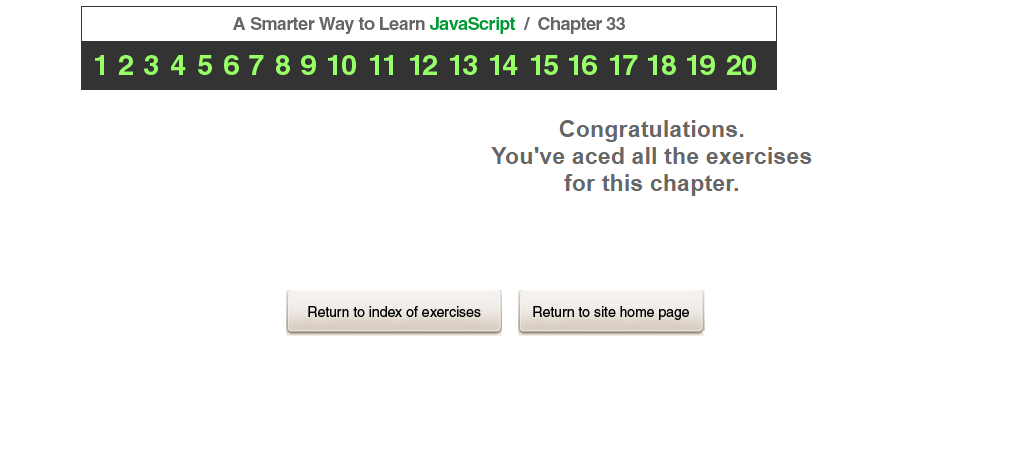 A Smarter Way to Learn JavaScript / Chapter 33
1 2 3 4 5 6 7 8 9 10 11 12 13 14 15 16 17 18 19 20
Congratulations.
You've aced all the exercises
for this chapter.
Return to index of exercises
Return to site home page